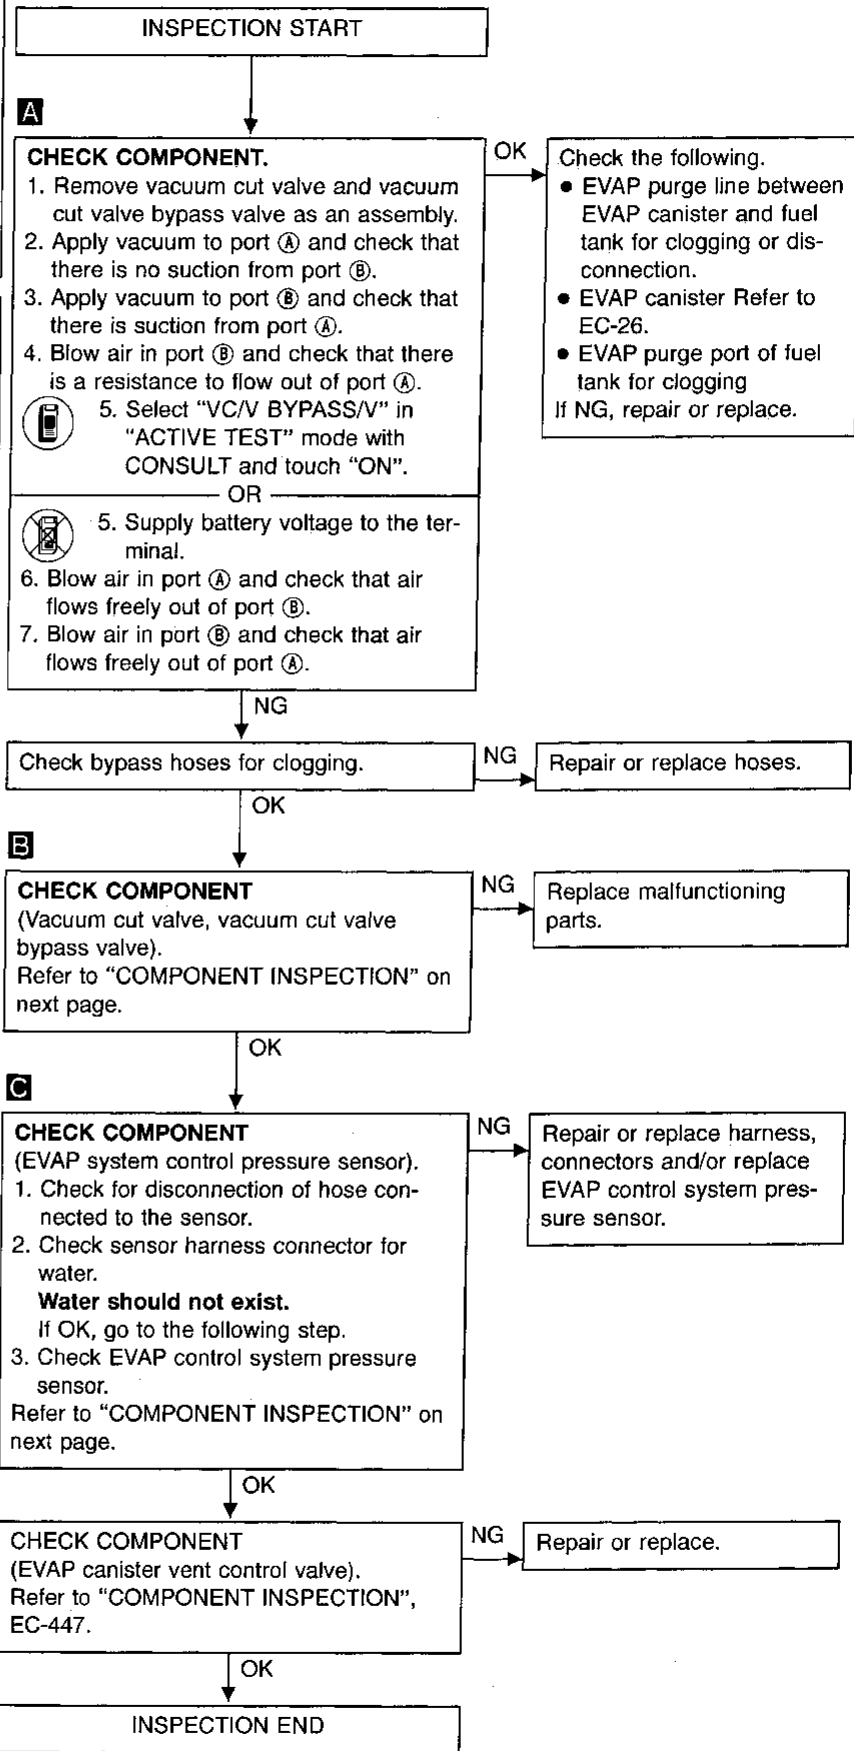 INSPECTION START
A
CHECK COMPONENT.
1. Remove vacuum cut valve and vacuum
cut valve bypass valve as an assembly.
2. Apply vacuum to port Ⓐ and check that
there is no suction from port Ⓑ.
3. Apply vacuum to port Ⓑ and check that
there is suction from port Ⓐ.
4. Blow air in port Ⓑ and check that there
is a resistance to flow out of port Ⓐ.
5. Select “VC/V BYPASS/V” in
“ACTIVE TEST” mode with
CONSULT and touch “ON”.
OR
5. Supply battery voltage to the ter-
minal.
6. Blow air in port Ⓐ and check that air
flows freely out of port Ⓑ.
7. Blow air in port Ⓑ and check that air
flows freely out of port Ⓐ.
OK
Check the following.
● EVAP purge line between
EVAP canister and fuel
tank for clogging or dis-
connection.
● EVAP canister Refer to
EC-26.
● EVAP purge port of fuel
tank for clogging
If NG, repair or replace.
NG
Check bypass hoses for clogging.
NG
Repair or replace hoses.
OK
B
CHECK COMPONENT
(Vacuum cut valve, vacuum cut valve
bypass valve).
Refer to “COMPONENT INSPECTION” on
next page.
NG
Replace malfunctioning
parts.
OK
C
CHECK COMPONENT
(EVAP system control pressure sensor).
1. Check for disconnection of hose con-
nected to the sensor.
2. Check sensor harness connector for
water.
Water should not exist.
If OK, go to the following step.
3. Check EVAP control system pressure
sensor.
Refer to “COMPONENT INSPECTION” on
next page.
NG
Repair or replace harness,
connectors and/or replace
EVAP control system pres-
sure sensor.
OK
CHECK COMPONENT
(EVAP canister vent control valve).
Refer to “COMPONENT INSPECTION”,
EC-447.
NG
Repair or replace.
OK
INSPECTION END